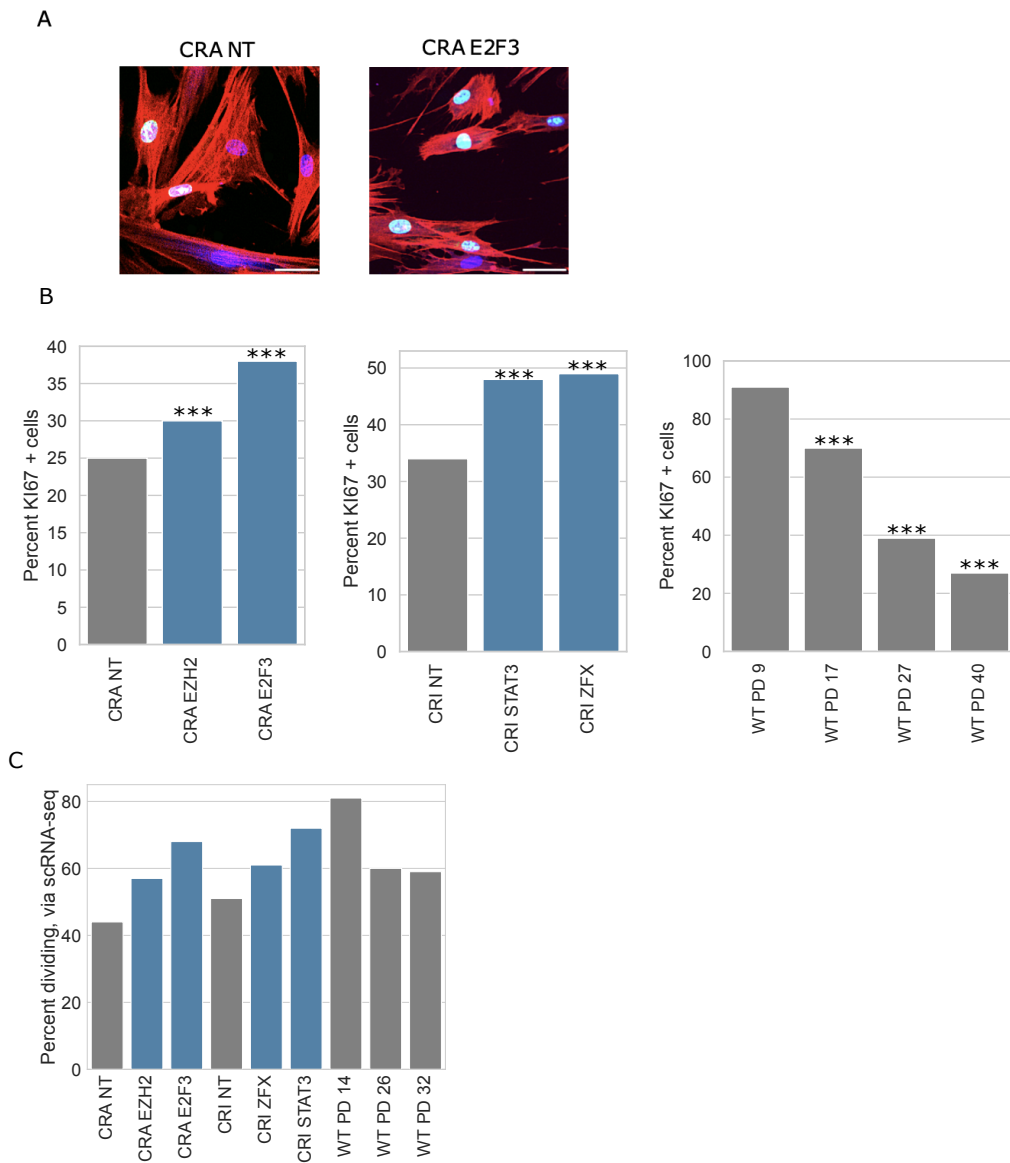 A
CRA NT
CRA E2F3
B
Percent KI67 + cells
40
35
30
25
20
15
10
5
0
***
***
CRA NT
CRA EZH2
CRA E2F3
Percent KI67 + cells
50
40
30
20
10
0
***
***
CRI NT
CRI STAT3
CRI ZFX
Percent KI67 + cells
100
80
60
40
20
0
***
***
***
WT PD 9
WT PD 17
WT PD 27
WT PD 40
C
Percent dividing, via scRNA-seq
80
60
40
20
0
CRA NT
CRA EZH2
CRA E2F3
CRI NT
CRI ZFX
CRI STAT3
WT PD 14
WT PD 26
WT PD 32